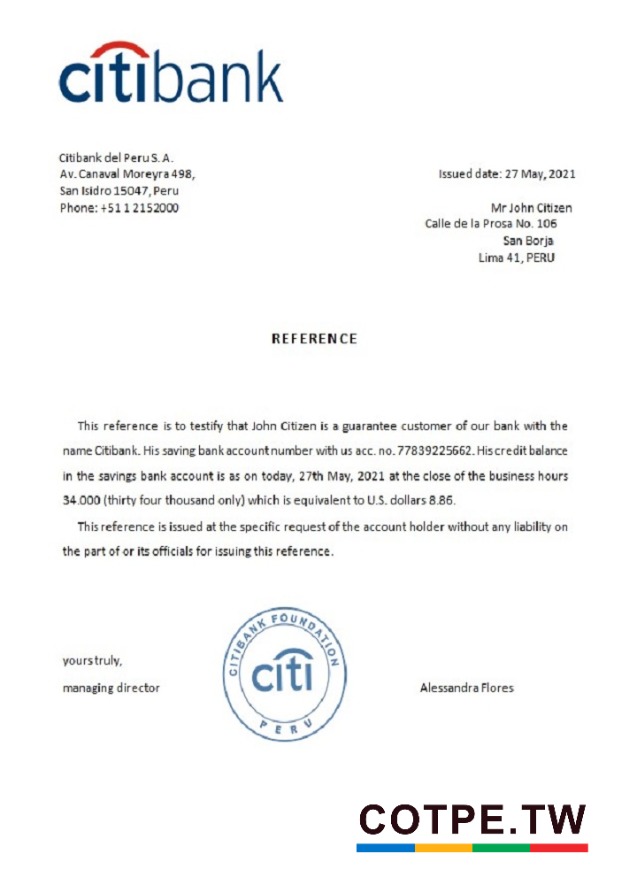 citibank
Citibank del Peru S. A.
Av. Canaval Moreyra 498,
San Isidro 15047, Peru
Phone: +51 1 2152000
Issued date: 27 May, 2021
Mr John Citizen
Calle de la Prosa No. 106
San Borja
Lima 41, PERU
REFERENCE
This reference is to testify that John Citizen is a guarantee customer of our bank with the
name Citibank. His saving bank account number with us acc. no. 77839225662. His credit balance
in the savings bank account is as on today, 27th May, 2021 at the close of the business hours
34.000 (thirty four thousand only) which is equivalent to U.S. dollars 8.86.
This reference is issued at the specific request of the account holder without any liability on
the part of or its officials for issuing this reference.
yours truly,
managing director
CITIBANK FOUNDATION
citi
PERU
Alessandra Flores
COTPE.TW